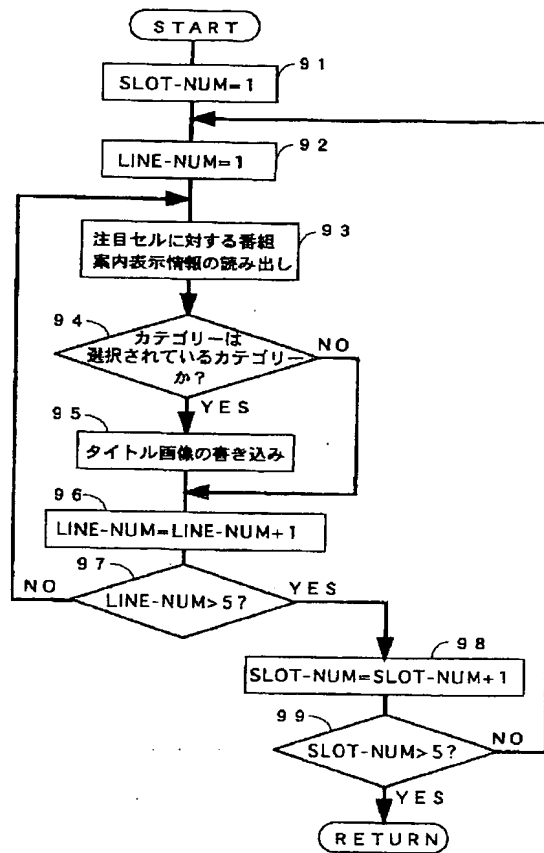 START
91
SLOT-NUM=1
92
LINE-NUM=1
93
注目セルに対する番組
案内表示情報の読み出し
94
カテゴリーは
選択されているカテゴリー
か?
NO
YES
95
タイトル画像の書き込み
96
LINE-NUM=LINE-NUM+1
97
NO
LINE-NUM>5?
YES
98
SLOT-NUM=SLOT-NUM+1
99
SLOT-NUM>5?
NO
YES
RETURN